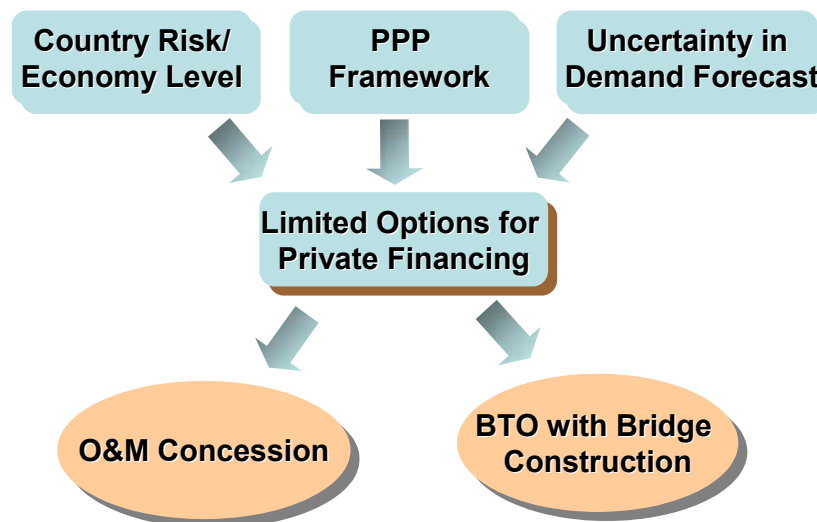 Country Risk/
Economy Level
PPP
Framework
Uncertainty in
Demand Forecast
Limited Options for
Private Financing
O&M Concession
BTO with Bridge
Construction